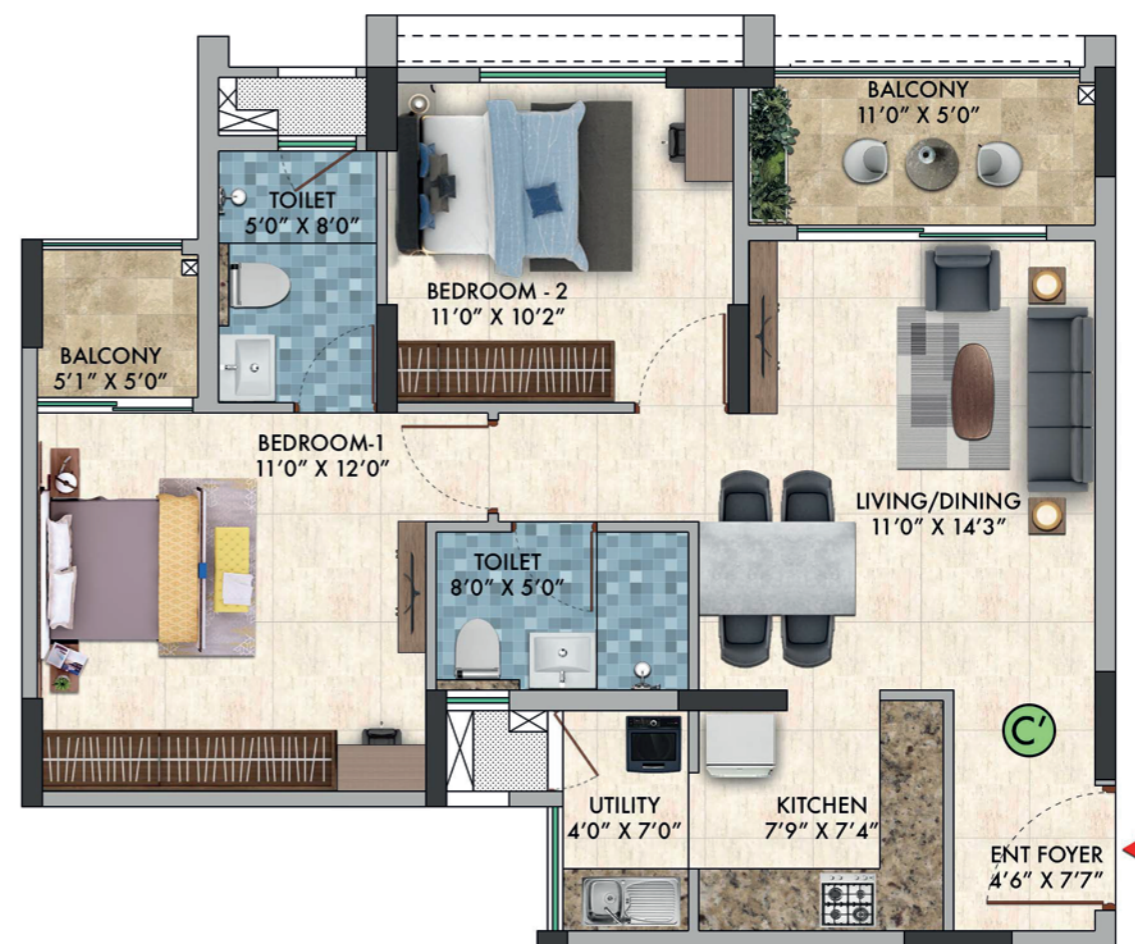 BALCONY
11'0" X 5'0"
TOILET
5'0" X 8'0"
BEDROOM - 2
11'0" X 10'2"
BALCONY
5'1" X 5'0"
BEDROOM-1
11'0" X 12'0"
LIVING/DINING
11'0" X 14'3"
TOILET
8'0" X 5'0"
C'
UTILITY
4'0" X 7'0"
KITCHEN
7'9" X 7'4"
ENT FOYER
4'6" X 7'7"